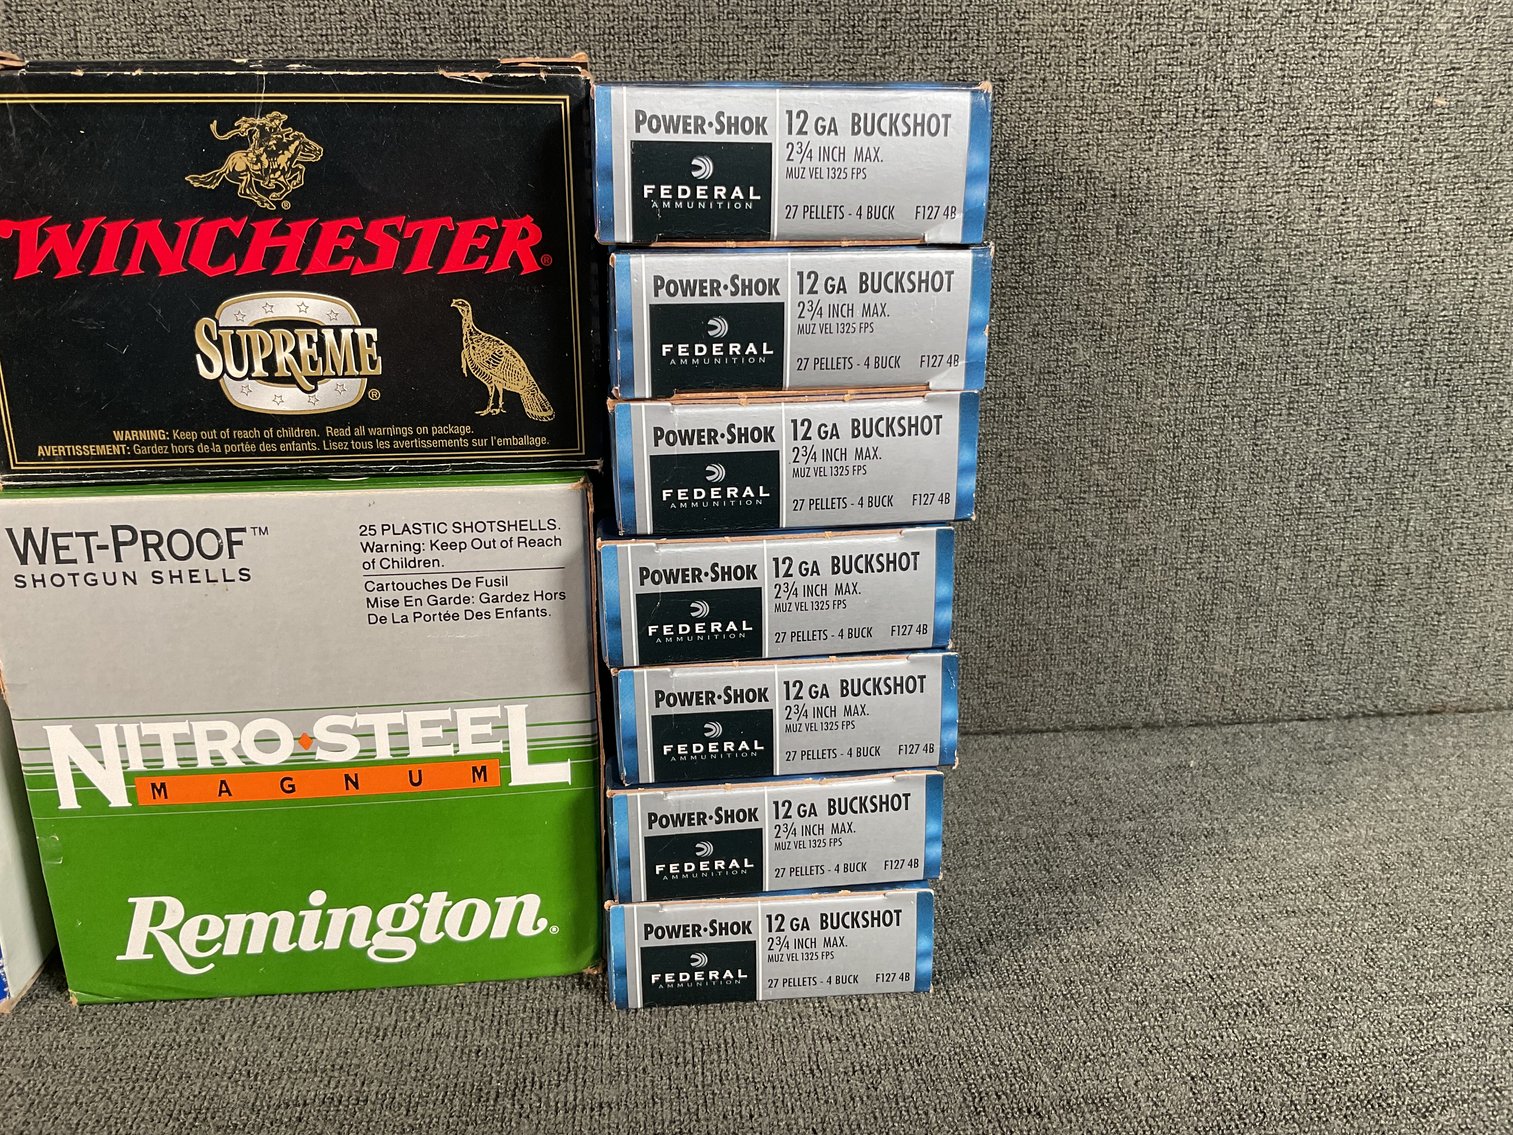 WINCHESTER®
SUPREME®
WARNING: Keep out of reach of children. Read all warnings on package.
AVERTISSEMENT: Gardez hors de la portée des enfants. Lisez tous les avertissements sur l'emballage.
WET-PROOF™
SHOTGUN SHELLS
25 PLASTIC SHOTSHELLS.
Warning: Keep Out of Reach
of Children.
Cartouches De Fusil
Mise En Garde: Gardez Hors
De La Portée Des Enfants.
NITRO♦STEEL
MAGNUM
Remington.
POWER•SHOK
FEDERAL
AMMUNITION
12 GA BUCKSHOT
2¾ INCH MAX.
MUZ VEL 1325 FPS
27 PELLETS - 4 BUCK F127 4B
POWER•SHOK
FEDERAL
AMMUNITION
12 GA BUCKSHOT
2¾ INCH MAX.
MUZ VEL 1325 FPS
27 PELLETS - 4 BUCK F127 4B
POWER•SHOK
FEDERAL
AMMUNITION
12 GA BUCKSHOT
2¾ INCH MAX.
MUZ VEL 1325 FPS
27 PELLETS - 4 BUCK F127 4B
POWER•SHOK
FEDERAL
AMMUNITION
12 GA BUCKSHOT
2¾ INCH MAX.
MUZ VEL 1325 FPS
27 PELLETS - 4 BUCK F127 4B
POWER•SHOK
FEDERAL
AMMUNITION
12 GA BUCKSHOT
2¾ INCH MAX.
MUZ VEL 1325 FPS
27 PELLETS - 4 BUCK F127 4B
POWER•SHOK
FEDERAL
AMMUNITION
12 GA BUCKSHOT
2¾ INCH MAX.
MUZ VEL 1325 FPS
27 PELLETS - 4 BUCK F127 4B
POWER•SHOK
FEDERAL
AMMUNITION
12 GA BUCKSHOT
2¾ INCH MAX.
MUZ VEL 1325 FPS
27 PELLETS - 4 BUCK F127 4B